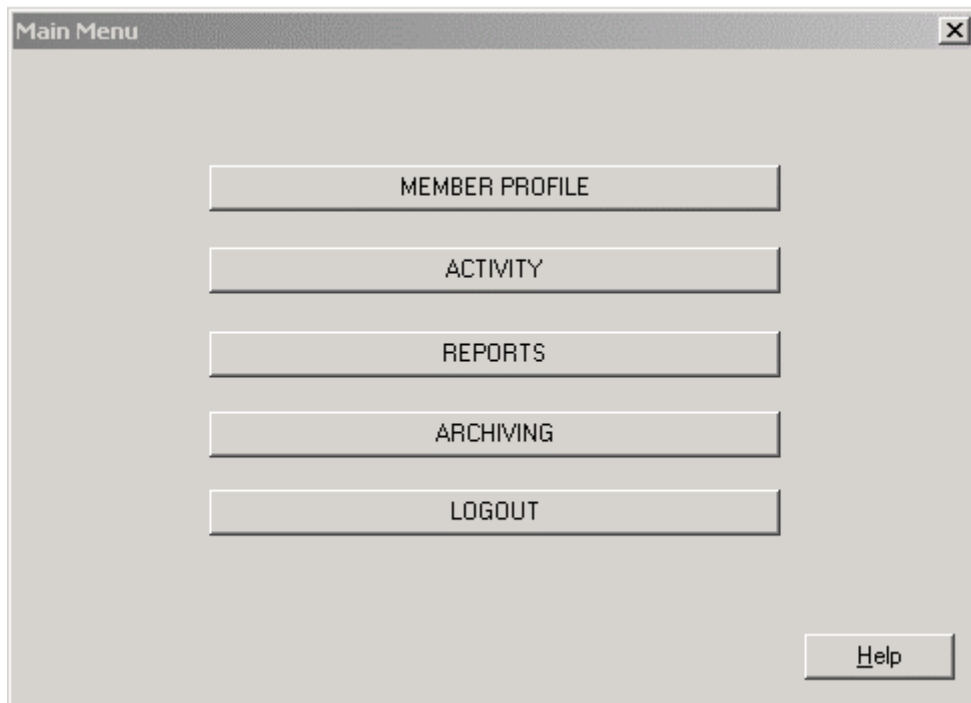 Main Menu
MEMBER PROFILE
ACTIVITY
REPORTS
ARCHIVING
LOGOUT
Help